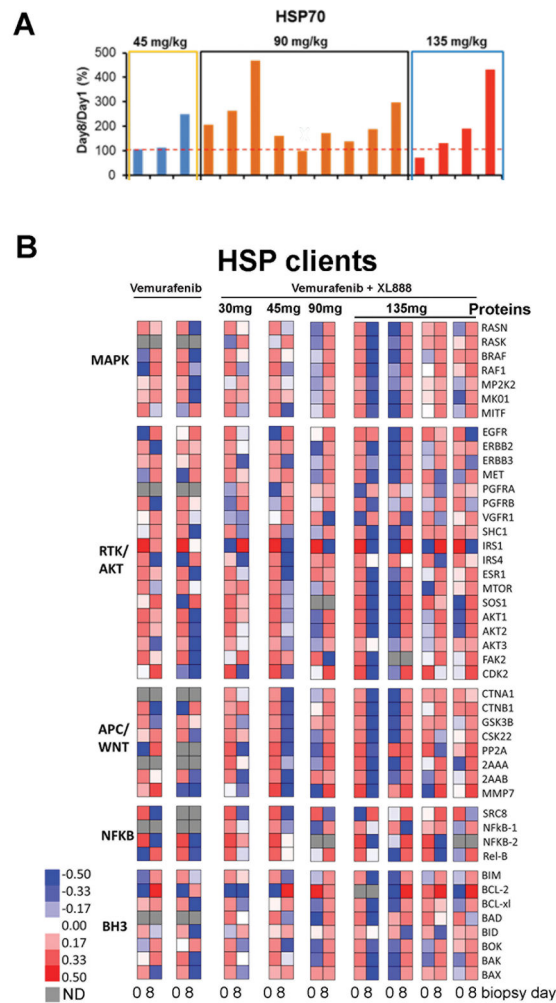 A
HSP70
45 mg/kg 90 mg/kg 135 mg/kg
Day8/Day1 (%)
500
400
300
200
100
0
B
HSP clients
Vemurafenib Vemurafenib + XL888
30mg 45mg 90mg 135mg Proteins
MAPK
RASN
RASK
BRAF
RAF1
MP2K2
MK01
MITF
RTK/
AKT
EGFR
ERBB2
ERBB3
MET
PGFRA
PGFRB
VGFR1
SHC1
IRS1
IRS4
ESR1
MTOR
SOS1
AKT1
AKT2
AKT3
FAK2
CDK2
APC/
WNT
CTNA1
CTNB1
GSK3B
CSK22
PP2A
2AAA
2AAB
MMP7
NFKB
SRC8
NFkB-1
NFKB-2
Rel-B
BH3
BIM
BCL-2
BCL-xl
BAD
BID
BOK
BAK
BAX
-0.50
-0.33
-0.17
0.00
0.17
0.33
0.50
ND
0 8 0 8 0 8 0 8 0 8 0 8 0 8 0 8 0 8 biopsy day